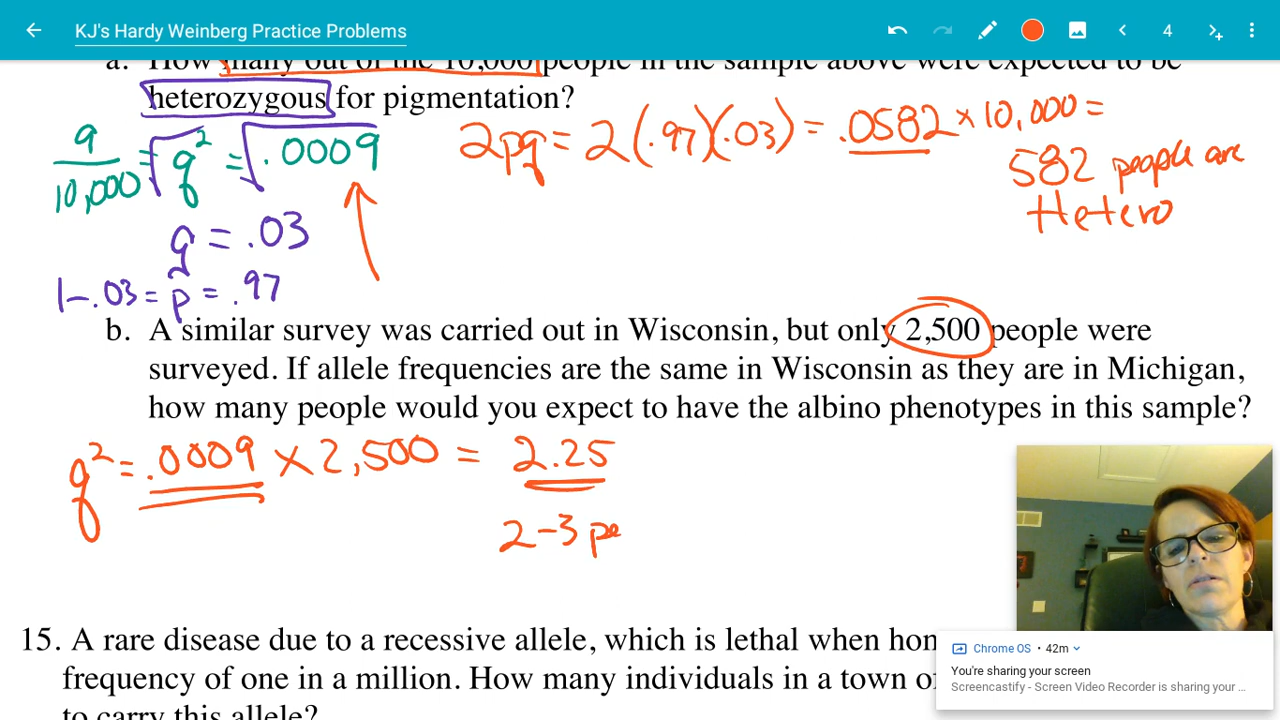 KJ's Hardy Weinberg Practice Problems
4
a. How many out of the 10,000 people in the sample above were expected to be
heterozygous for pigmentation?
9/10,000 = √q² = √.0009
q = .03
1-.03 = p = .97
2pq = 2(.97)(.03) = .0582 × 10,000 =
582 people are
Hetero
b. A similar survey was carried out in Wisconsin, but only 2,500 people were
surveyed. If allele frequencies are the same in Wisconsin as they are in Michigan,
how many people would you expect to have the albino phenotypes in this sample?
q² = .0009 × 2,500 = 2.25
2-3 pe
15. A rare disease due to a recessive allele, which is lethal when hom
frequency of one in a million. How many individuals in a town of
to carry this allele?
Chrome OS • 42m
You're sharing your screen
Screencastify - Screen Video Recorder is sharing your ...